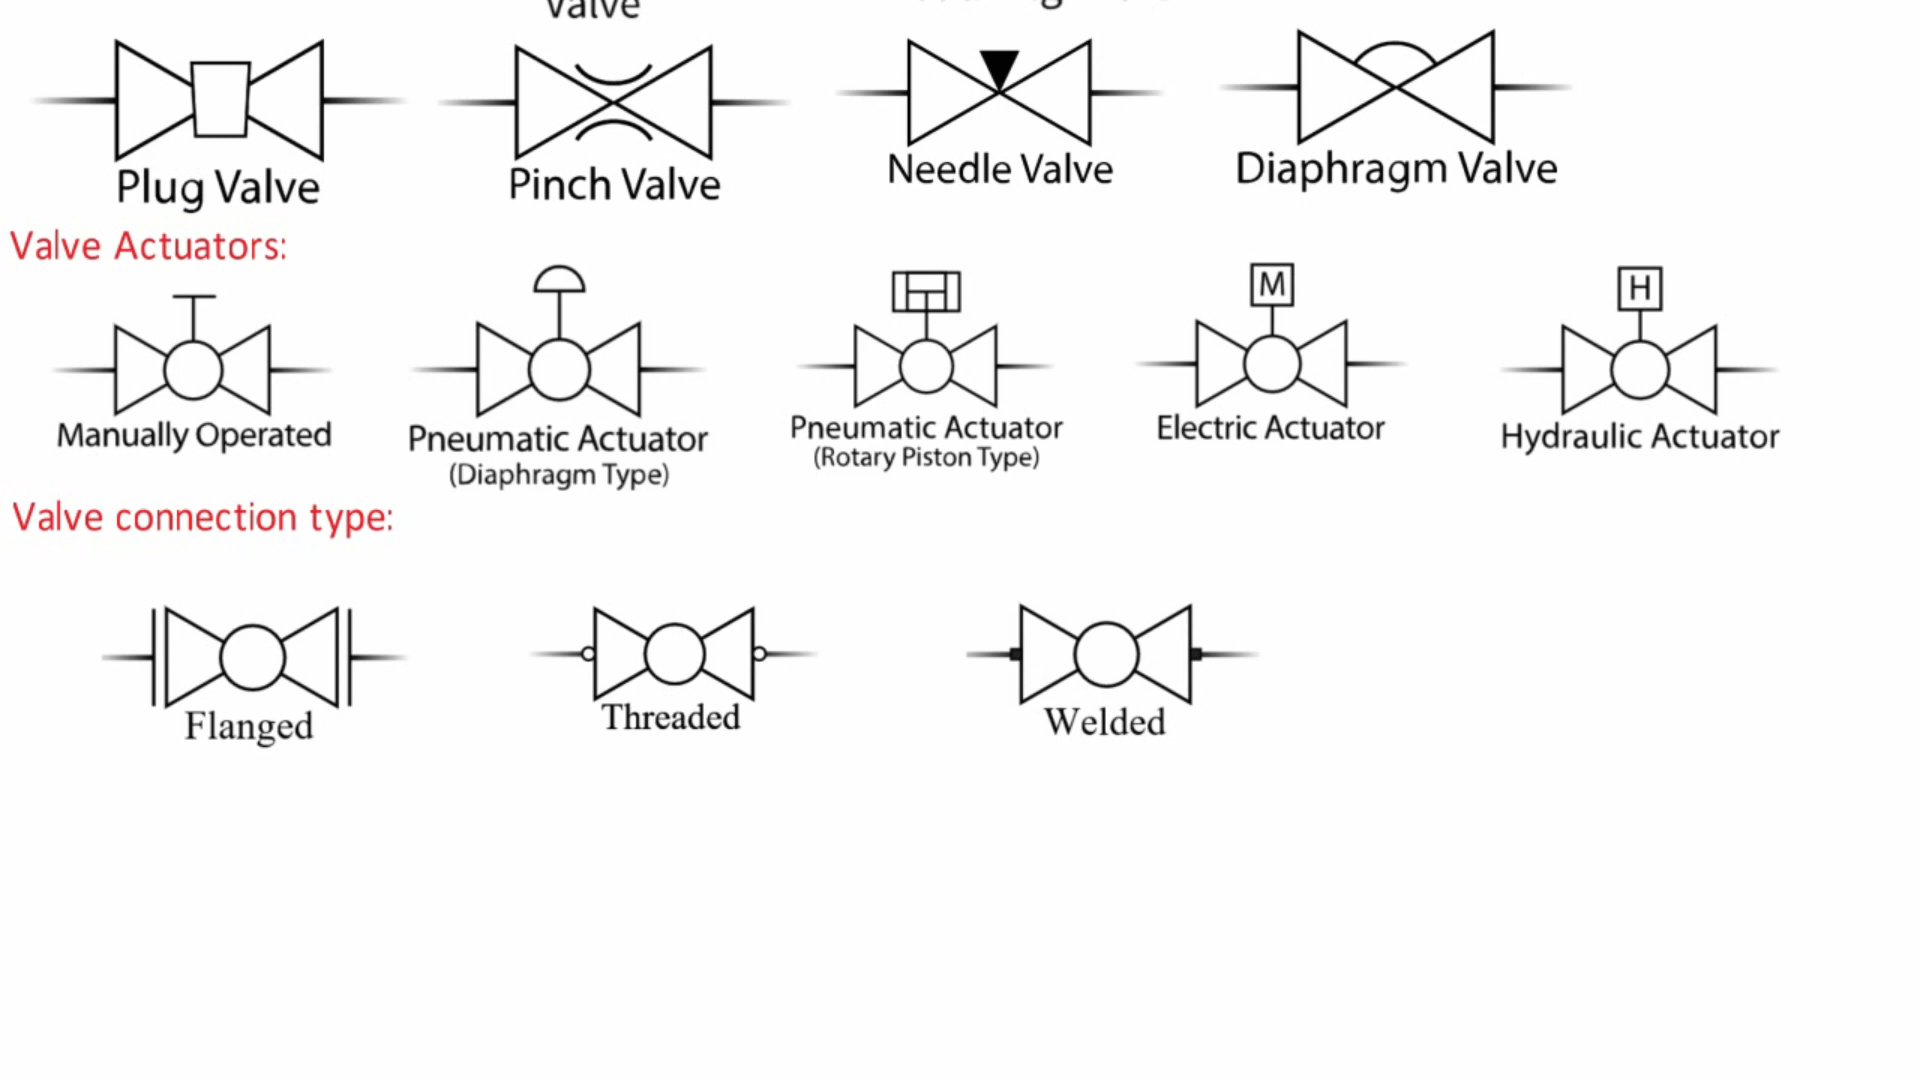 Valve
Plug Valve
Pinch Valve
Needle Valve
Diaphragm Valve
Valve Actuators:
M
H
Manually Operated
Pneumatic Actuator
(Diaphragm Type)
Pneumatic Actuator
(Rotary Piston Type)
Electric Actuator
Hydraulic Actuator
Valve connection type:
Flanged
Threaded
Welded